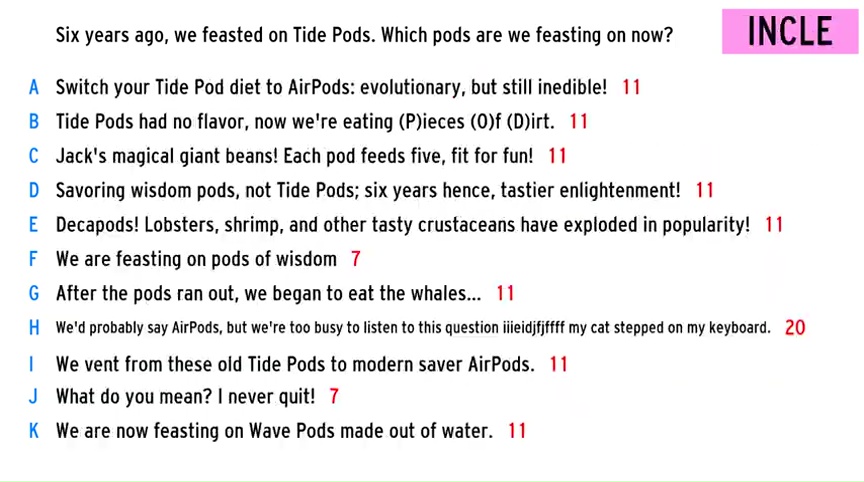 Six years ago, we feasted on Tide Pods. Which pods are we feasting on now?
INCLE
A Switch your Tide Pod diet to AirPods: evolutionary, but still inedible! 11
B Tide Pods had no flavor, now we're eating (P)ieces (O)f (D)irt. 11
C Jack's magical giant beans! Each pod feeds five, fit for fun! 11
D Savoring wisdom pods, not Tide Pods; six years hence, tastier enlightenment! 11
E Decapods! Lobsters, shrimp, and other tasty crustaceans have exploded in popularity! 11
F We are feasting on pods of wisdom 7
G After the pods ran out, we began to eat the whales... 11
H We'd probably say AirPods, but we're too busy to listen to this question iiieidjfjffff my cat stepped on my keyboard. 20
I We vent from these old Tide Pods to modern saver AirPods. 11
J What do you mean? I never quit! 7
K We are now feasting on Wave Pods made out of water. 11